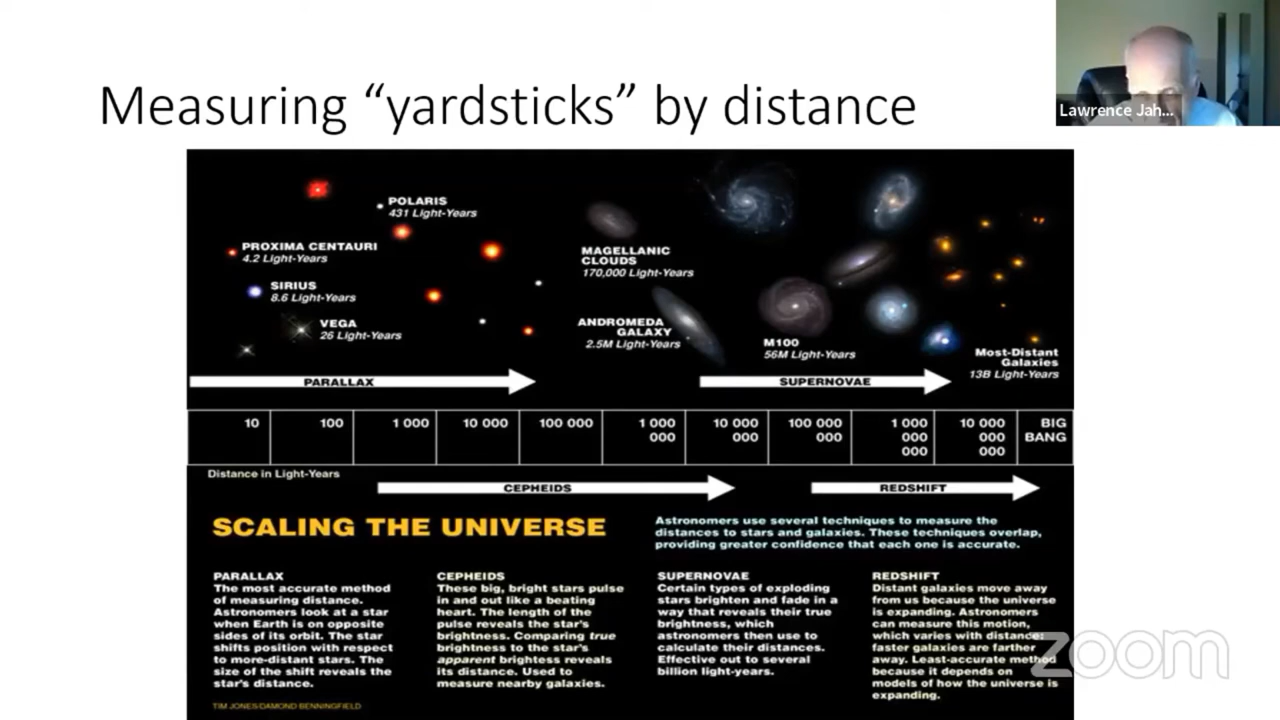 Measuring “yardsticks” by distance
Lawrence Jah...
POLARIS
431 Light-Years
PROXIMA CENTAURI
4.2 Light-Years
SIRIUS
8.6 Light-Years
VEGA
26 Light-Years
MAGELLANIC
CLOUDS
170,000 Light-Years
ANDROMEDA
GALAXY
2.5M Light-Years
M100
56M Light-Years
Most-Distant
Galaxies
13B Light-Years
PARALLAX
SUPERNOVAE
10
100
1 000
10 000
100 000
1 000
000
10 000
000
100 000
000
1 000
000
000
10 000
000
000
BIG
BANG
Distance in Light-Years
CEPHEIDS
REDSHIFT
SCALING THE UNIVERSE
Astronomers use several techniques to measure the
distances to stars and galaxies. These techniques overlap,
providing greater confidence that each one is accurate.
PARALLAX
The most accurate method
of measuring distance.
Astronomers look at a star
when Earth is on opposite
sides of its orbit. The star
shifts position with respect
to more-distant stars. The
size of the shift reveals the
star's distance.
CEPHEIDS
These big, bright stars pulse
in and out like a beating
heart. The length of the
pulse reveals the star's
brightness. Comparing true
brightness to the star's
apparent brightess reveals
its distance. Used to
measure nearby galaxies.
SUPERNOVAE
Certain types of exploding
stars brighten and fade in a
way that reveals their true
brightness, which
astronomers then use to
calculate their distances.
Effective out to several
billion light-years.
REDSHIFT
Distant galaxies move away
from us because the universe
is expanding. Astronomers
can measure this motion,
which varies with distance:
faster galaxies are farther
away. Least-accurate method
because it depends on
models of how the universe is
expanding.
TIM JONES/DAMOND BENNINGFIELD
zoom